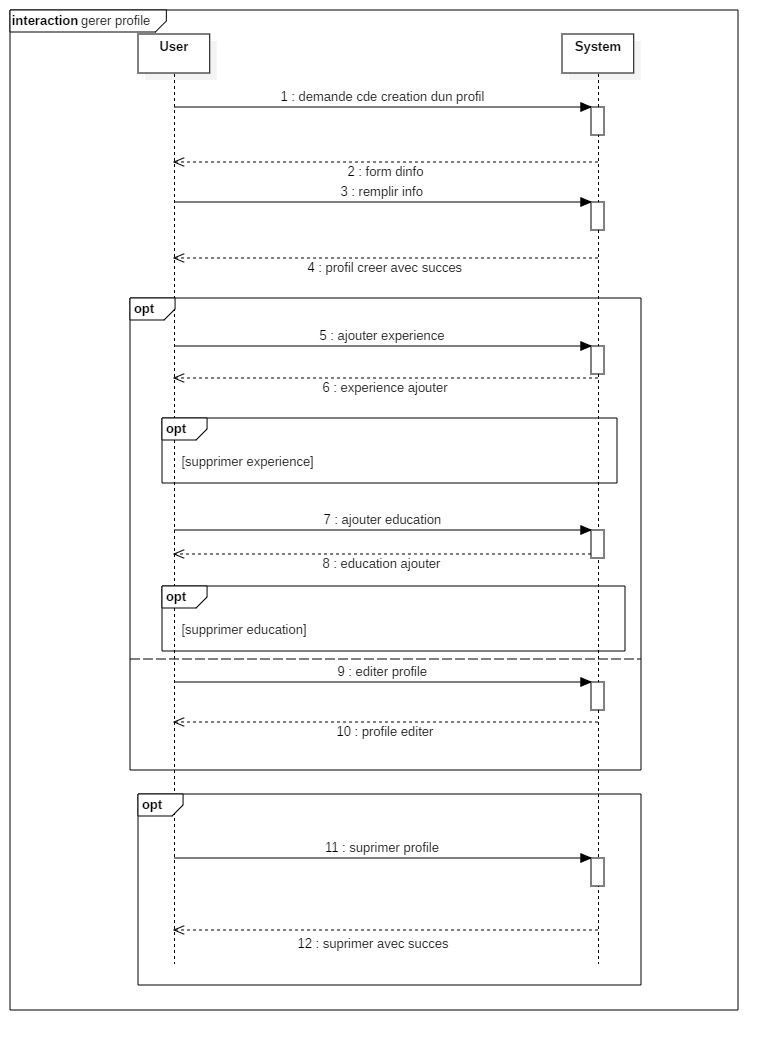 interaction gerer profile
User
System
1 : demande cde creation dun profil
2 : form dinfo
3 : remplir info
4 : profil creer avec succes
opt
5 : ajouter experience
6 : experience ajouter
opt
[supprimer experience]
7 : ajouter education
8 : education ajouter
opt
[supprimer education]
9 : editer profile
10 : profile editer
opt
11 : suprimer profile
12 : suprimer avec succes